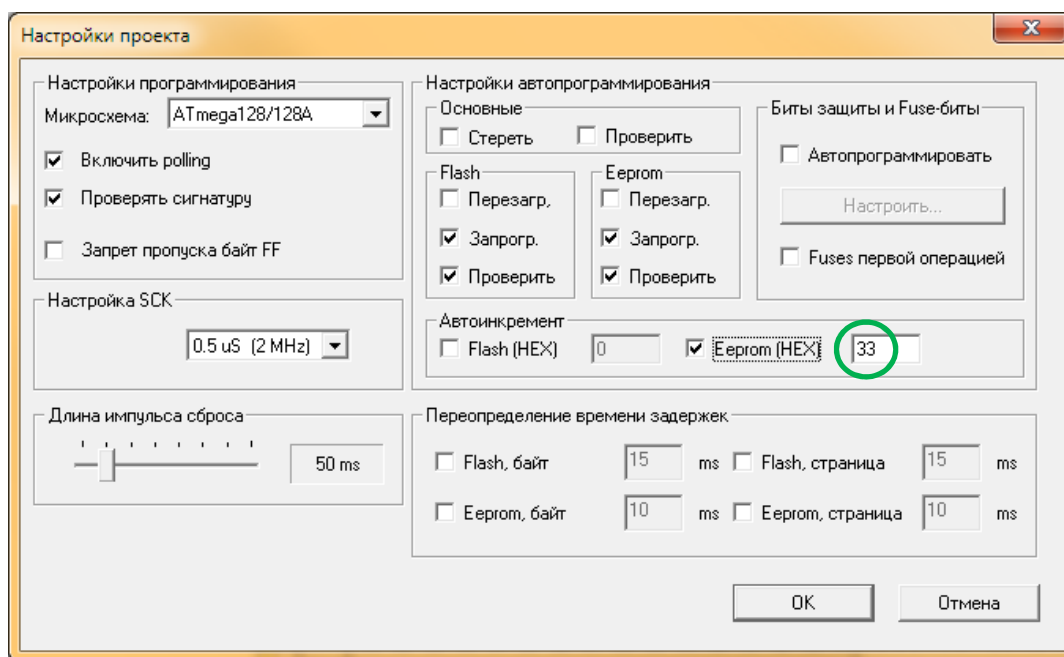 Настройки проекта
Настройки программирования
Микросхема: ATmega128/128A
Включить polling
Проверять сигнатуру
Запрет пропуска байт FF
Настройка SCK
0.5 uS (2 MHz)
Длина импульса сброса
50 ms
Настройки автопрограммирования
Основные
Стереть Проверить
Flash
Перезагр,
Запрогр.
Проверить
Eeprom
Перезагр.
Запрогр.
Проверить
Биты защиты и Fuse-биты
Автопрограммировать
Настроить...
Fuses первой операцией
Автоинкремент
Flash (HEX) 0 Eeprom (HEX) 33
Переопределение времени задержек
Flash, байт 15 ms Flash, страница 15 ms
Eeprom, байт 10 ms Eeprom, страница 10 ms
OK Отмена